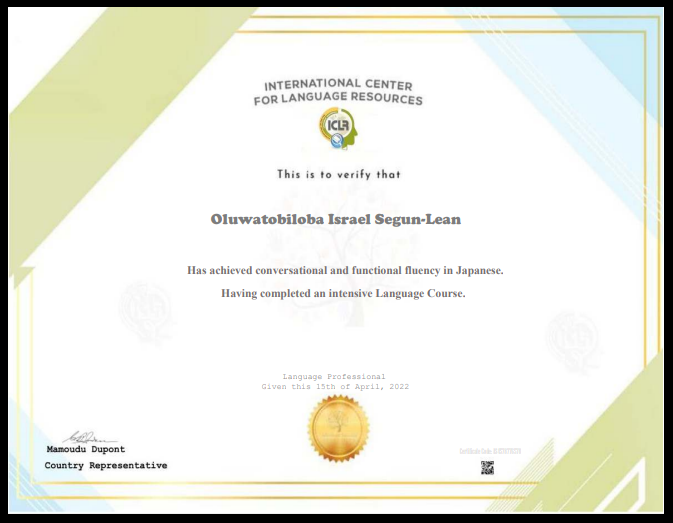 INTERNATIONAL CENTER
FOR LANGUAGE RESOURCES
ICLR
This is to verify that
Oluwatobiloba Israel Segun-Lean
Has achieved conversational and functional fluency in Japanese.
Having completed an intensive Language Course.
Language Professional
Given this 15th of April, 2022
Mamoudu Dupont
Country Representative
Certificate Code: